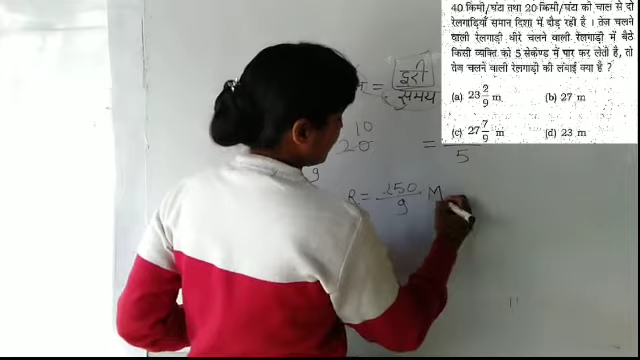 40 किमी/घंटा तथा 20 किमी/घंटा की चाल से दो
रेलगाड़ियाँ समान दिशा में दौड़ रही है । तेज चलने
वाली रेलगाड़ी धीरे चलने वाली रेलगाड़ी में बैठे
किसी व्यक्ति को 5 सेकेण्ड में पार कर लेती है, तो
तेज चलने वाली रेलगाड़ी की लंबाई क्या है ?
(a) 23 2/9 m (b) 27 m
(c) 27 7/9 m (d) 23 m
= दूरी
समय
10
20 =
5
9
R = 250/9 M